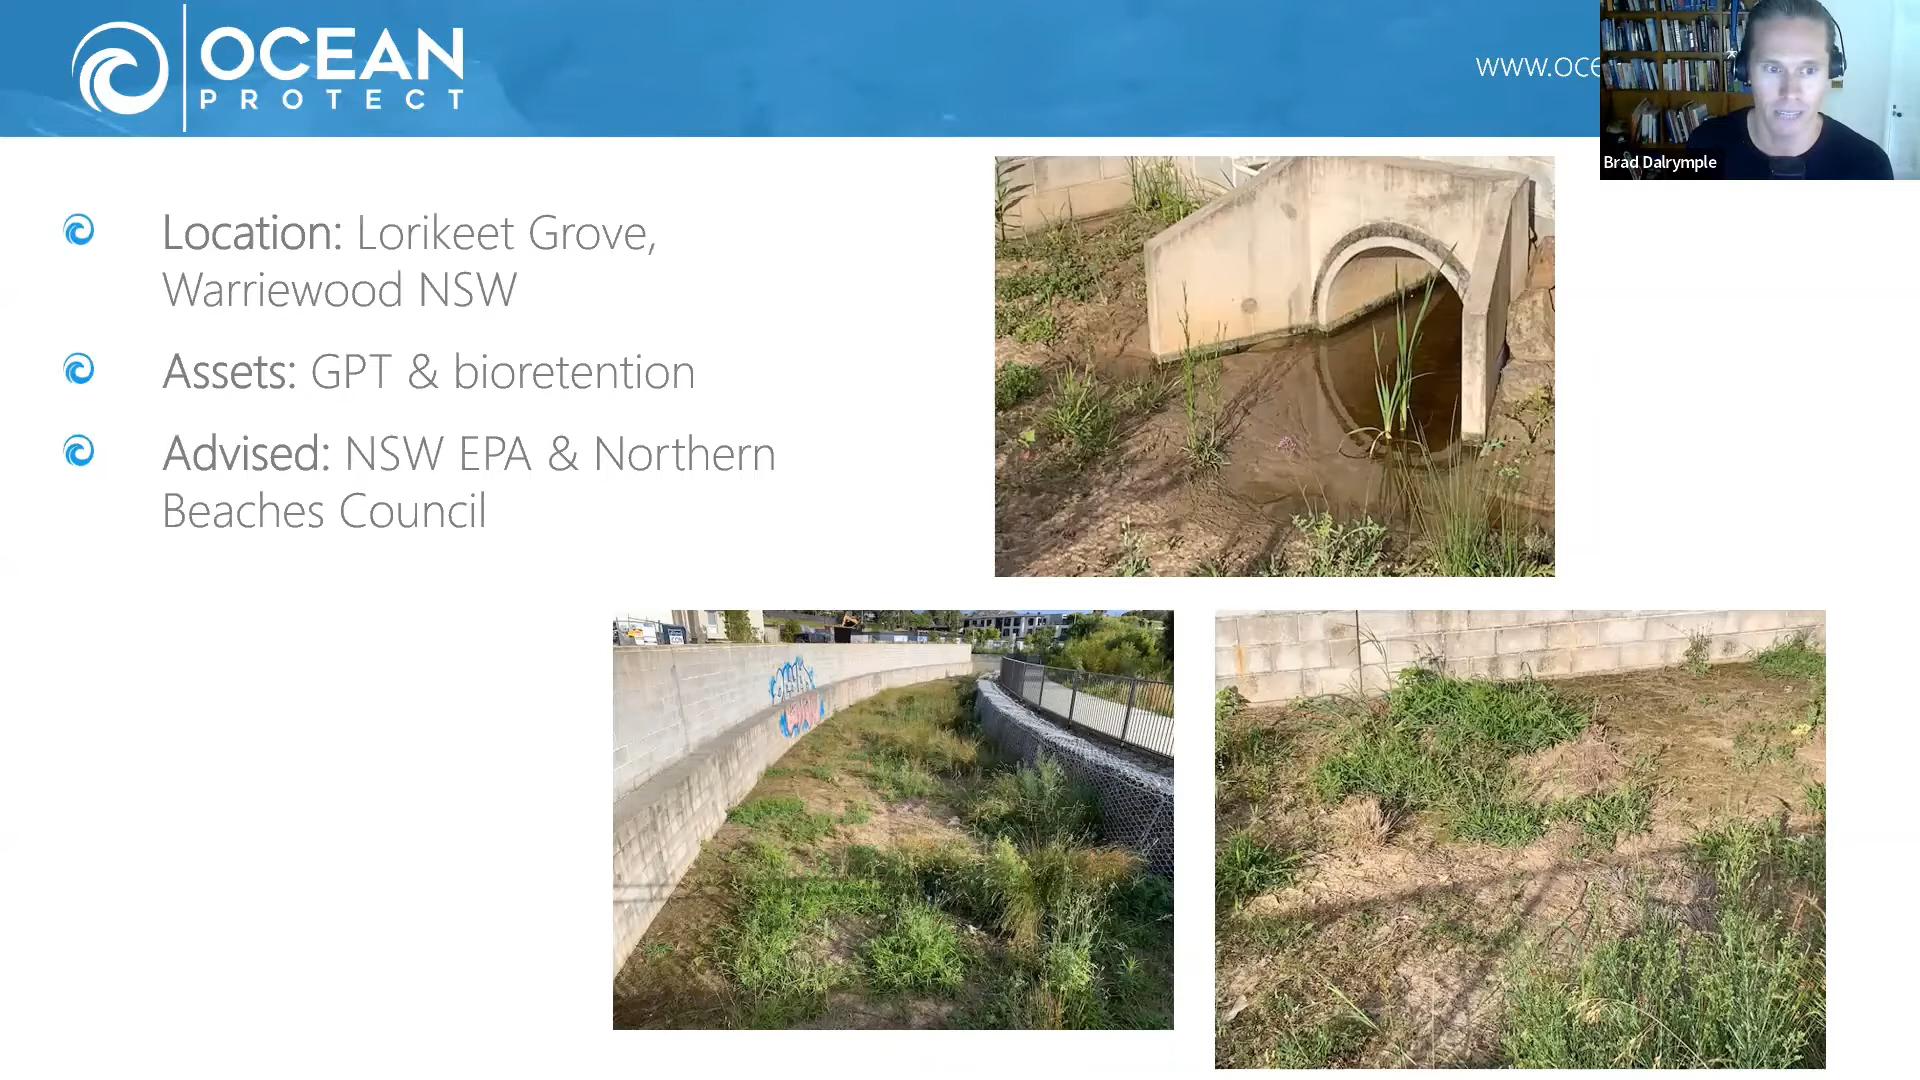 OCEAN
PROTECT
www.oce
Brad Dalrymple
Location: Lorikeet Grove,
Warriewood NSW
Assets: GPT & bioretention
Advised: NSW EPA & Northern
Beaches Council